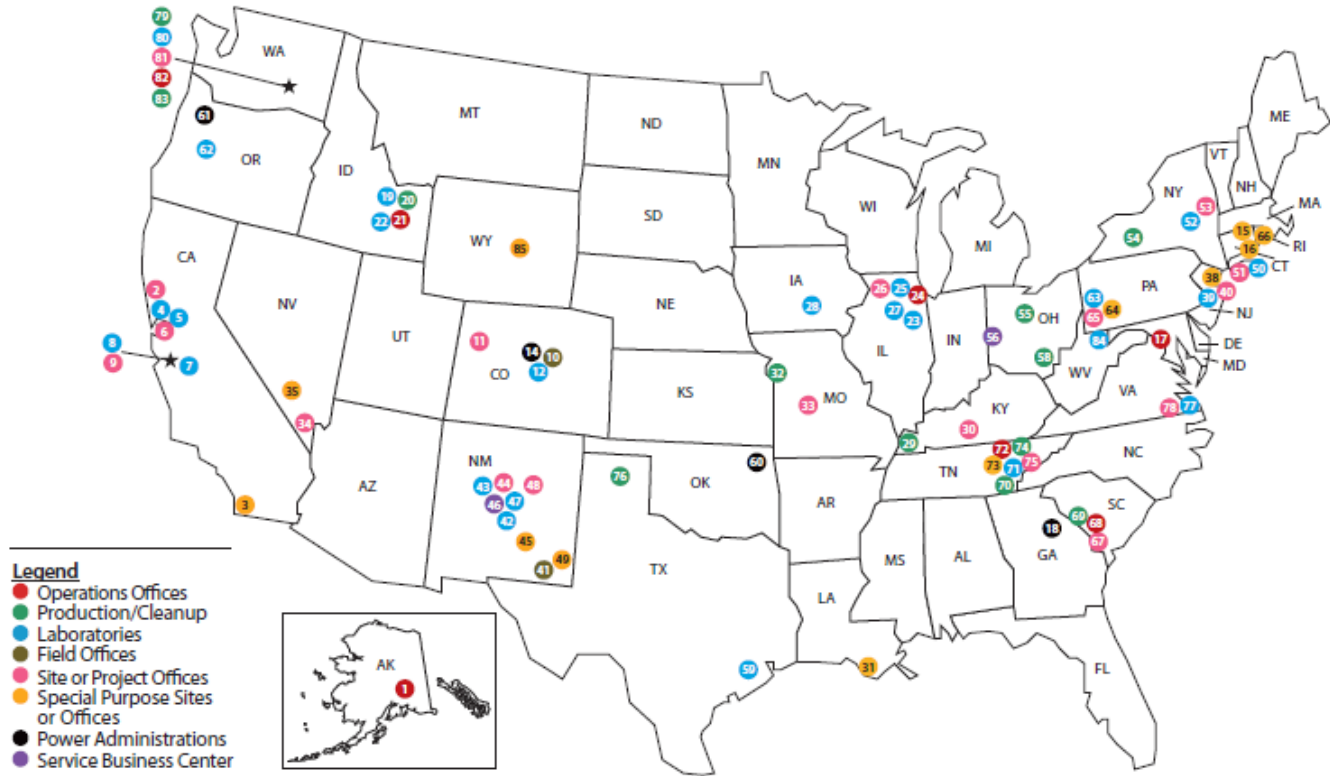 79
80
81
82
83
WA
MT
ND
MN
ME
VT
NH
NY
MA
RI
CT
61
62
OR
ID
19
20
22
21
WY
85
SD
WI
MI
53
52
54
15
66
16
38
51
50
40
39
PA
NJ
63
65
64
84
17
DE
MD
CA
2
4
5
6
8
9
7
NV
35
34
3
UT
11
14
10
12
CO
NE
IA
28
26
25
24
27
23
IL
IN
56
55
OH
58
WV
VA
78
77
KS
32
33
MO
KY
30
29
72
74
73
71
75
70
TN
NC
AZ
NM
43
44
48
46
47
42
45
49
41
76
OK
60
AR
SC
69
68
67
18
GA
TX
59
LA
31
MS
AL
FL
AK
1
Legend
Operations Offices
Production/Cleanup
Laboratories
Field Offices
Site or Project Offices
Special Purpose Sites
or Offices
Power Administrations
Service Business Center